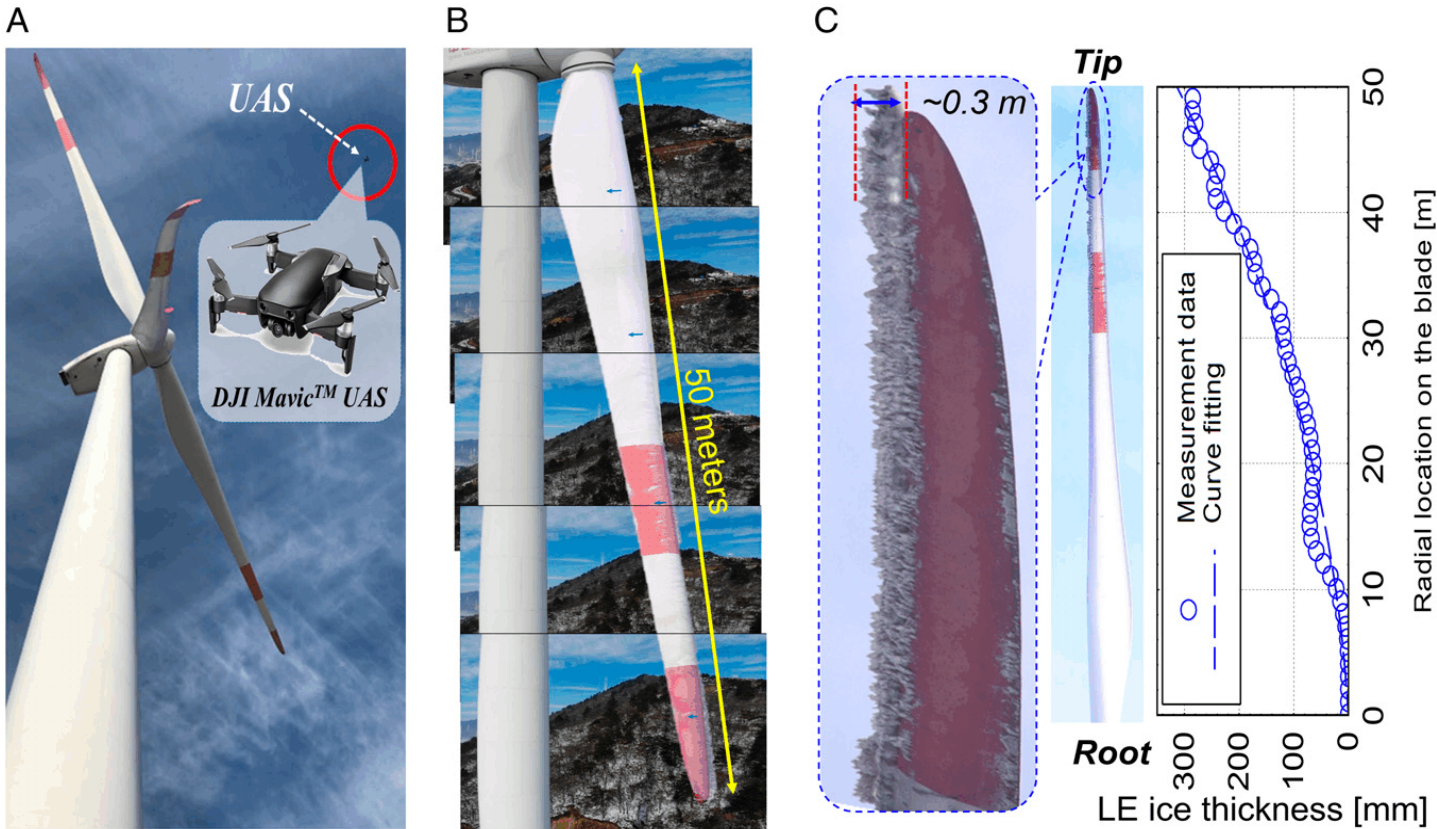 A
UAS
DJI Mavic™ UAS
B
50 meters
C
~0.3 m
Tip
Root
Measurement data
Curve fitting
0
10
20
30
40
50
Radial location on the blade [m]
300
200
100
0
LE ice thickness [mm]